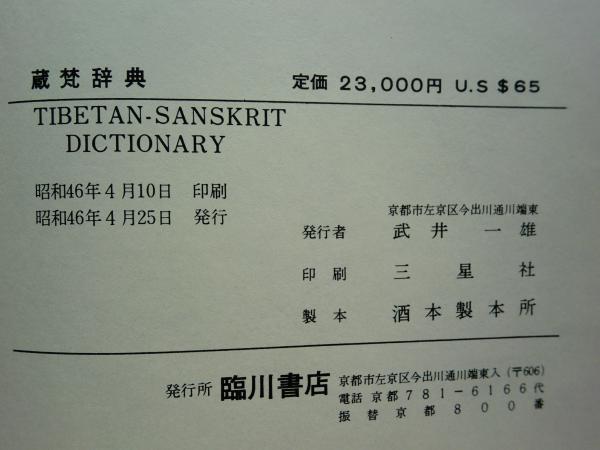 蔵梵辞典 定価 23,000円 U.S $65
TIBETAN-SANSKRIT
DICTIONARY
昭和46年4月10日 印刷
昭和46年4月25日 発行
京都市左京区今出川通川端東
発行者 武井一雄
印刷 三星社
製本 酒本製本所
発行所 臨川書店 京都市左京区今出川通川端東入(〒606)
電話 京都 781-6166代
振替京都 800番